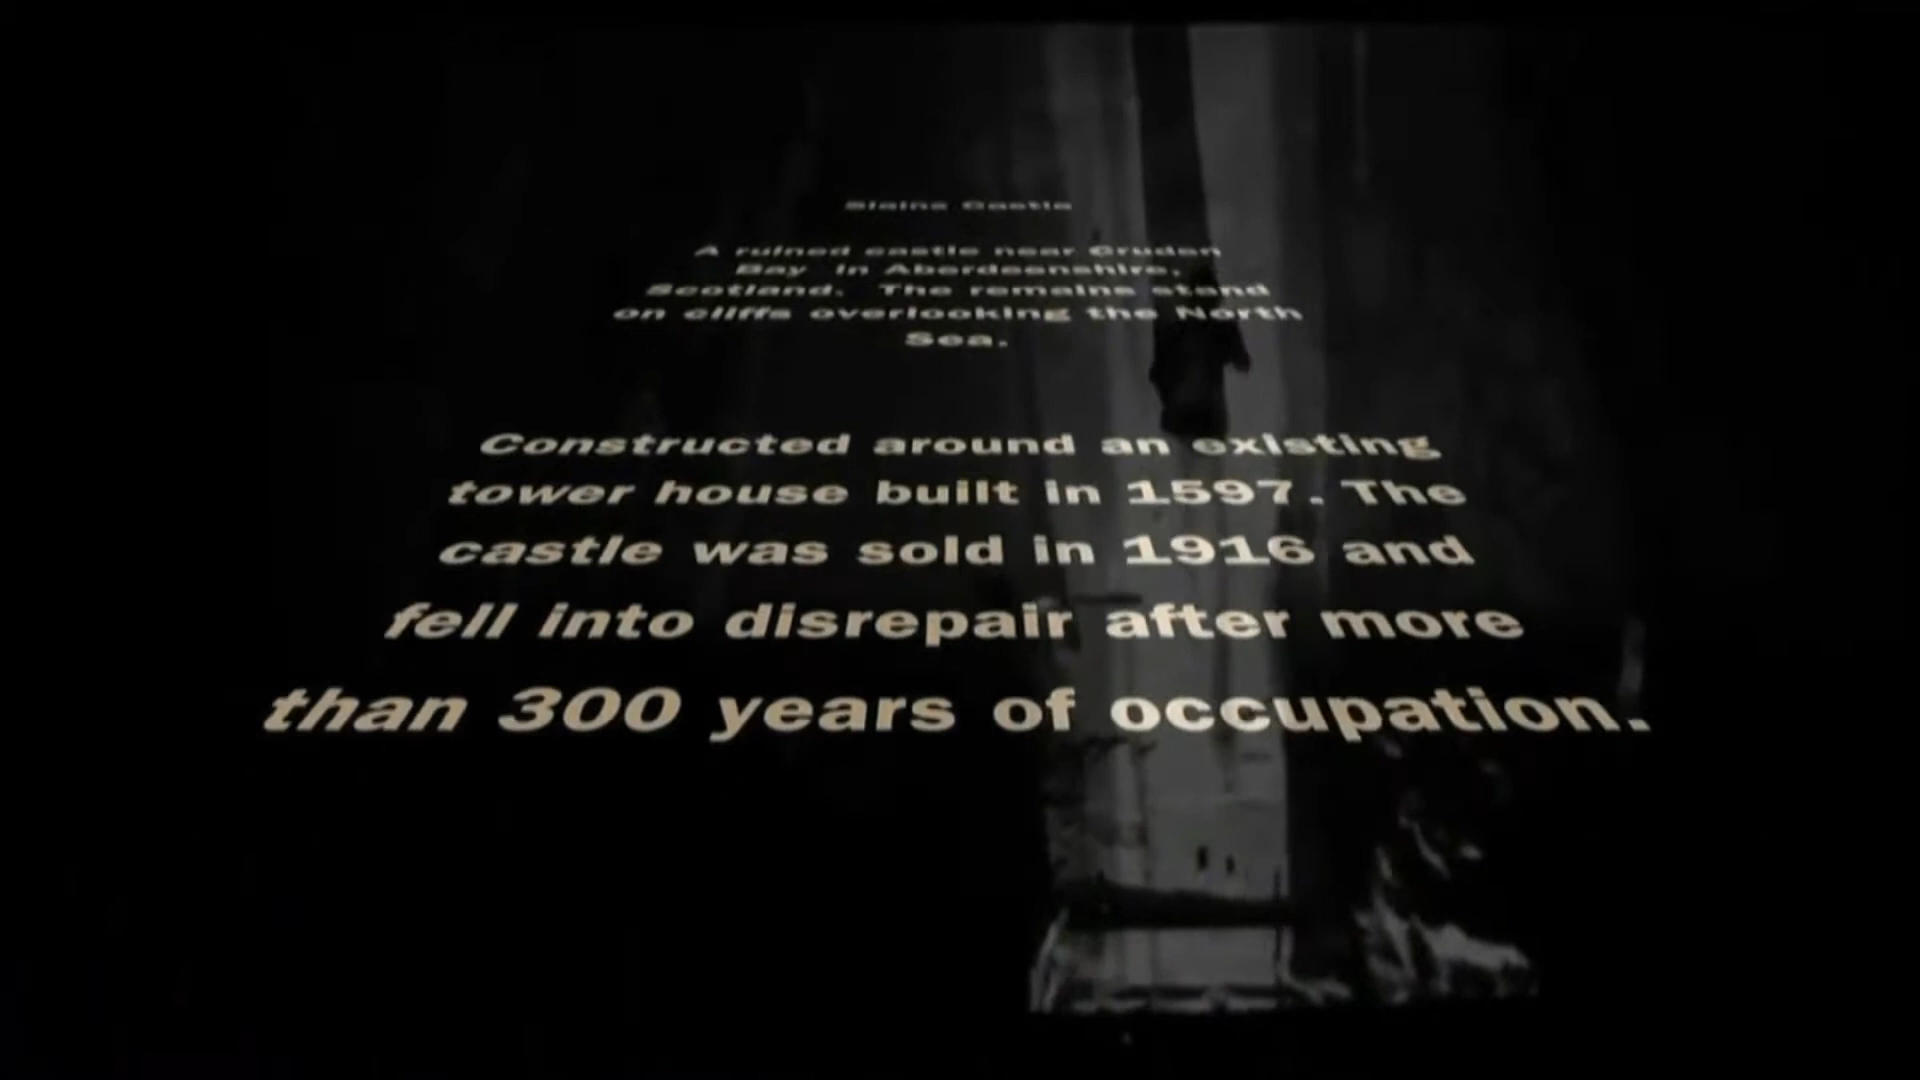 Slains Castle
A ruined castle near Cruden
Bay in Aberdeenshire,
Scotland. The remains stand
on cliffs overlooking the North
Sea.
Constructed around an existing
tower house built in 1597. The
castle was sold in 1916 and
fell into disrepair after more
than 300 years of occupation.